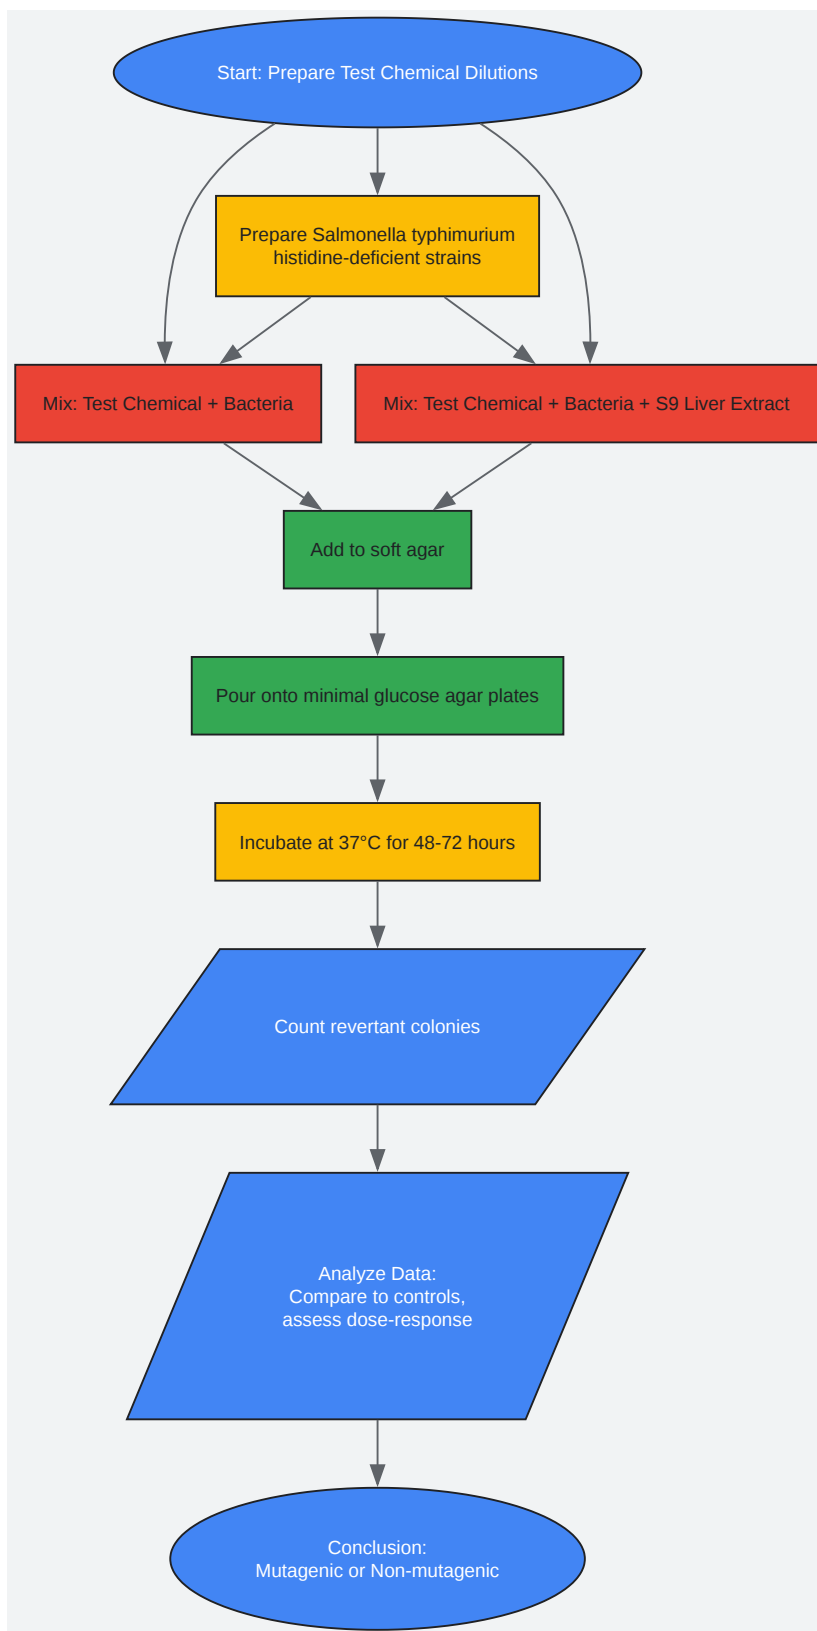 Start: Prepare Test Chemical Dilutions
Prepare Salmonella typhimurium
histidine-deficient strains
Mix: Test Chemical + Bacteria
Mix: Test Chemical + Bacteria + S9 Liver Extract
Add to soft agar
Pour onto minimal glucose agar plates
Incubate at 37°C for 48-72 hours
Count revertant colonies
Analyze Data:
Compare to controls,
assess dose-response
Conclusion:
Mutagenic or Non-mutagenic